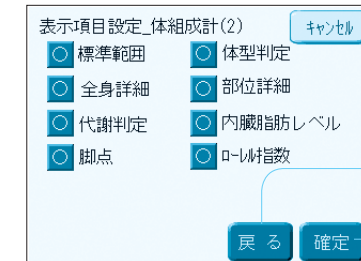 表示項目設定_体組成計(2)
ｷｬﾝｾﾙ
標準範囲 体型判定
全身詳細 部位詳細
代謝判定 内臓脂肪レベル
脚点 ﾛｰﾚﾙ指数
戻る 確定